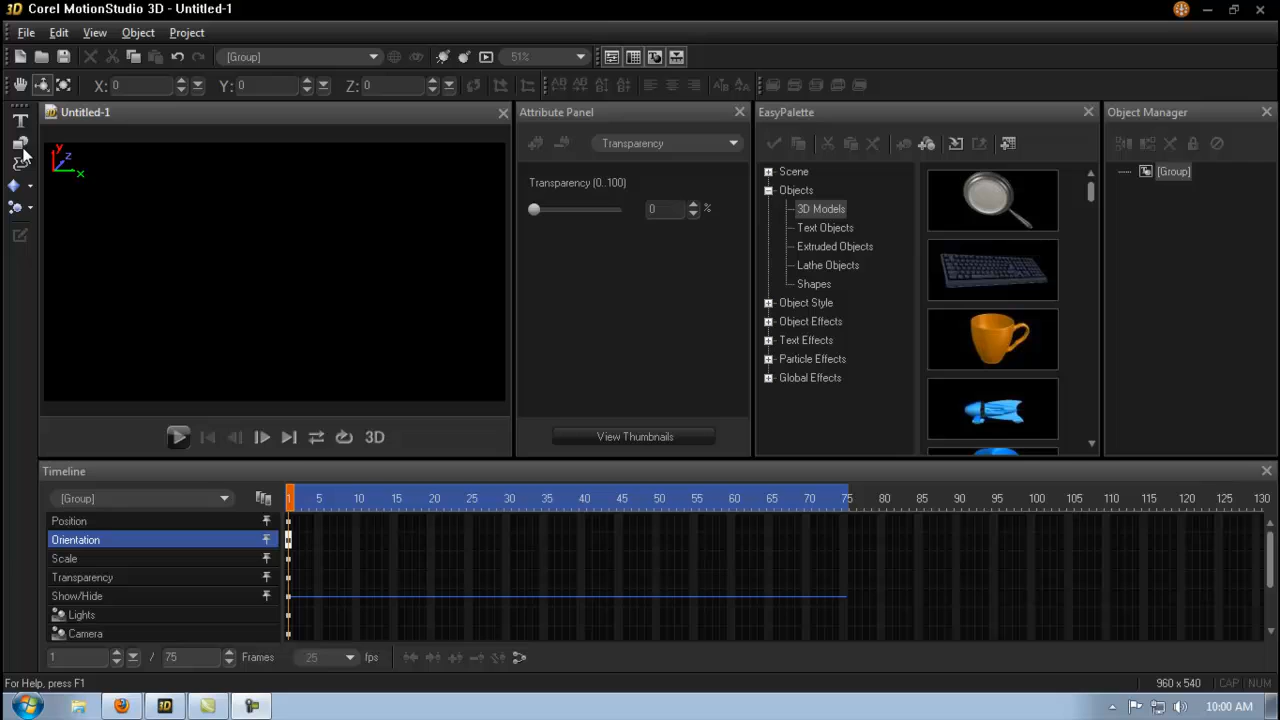 3D Corel MotionStudio 3D - Untitled-1
File Edit View Object Project
[Group] 51%
X: 0 Y: 0 Z: 0
Untitled-1
y
z
x
3D
Attribute Panel
Transparency
Transparency (0..100)
0 %
View Thumbnails
EasyPalette
Scene
Objects
3D Models
Text Objects
Extruded Objects
Lathe Objects
Shapes
Object Style
Object Effects
Text Effects
Particle Effects
Global Effects
Object Manager
[Group]
Timeline
[Group] 1 5 10 15 20 25 30 35 40 45 50 55 60 65 70 75 80 85 90 95 100 105 110 115 120 125 130
Position
Orientation
Scale
Transparency
Show/Hide
Lights
Camera
1 / 75 Frames 25 fps
For Help, press F1 960 x 540 CAP NUM
3D 10:00 AM